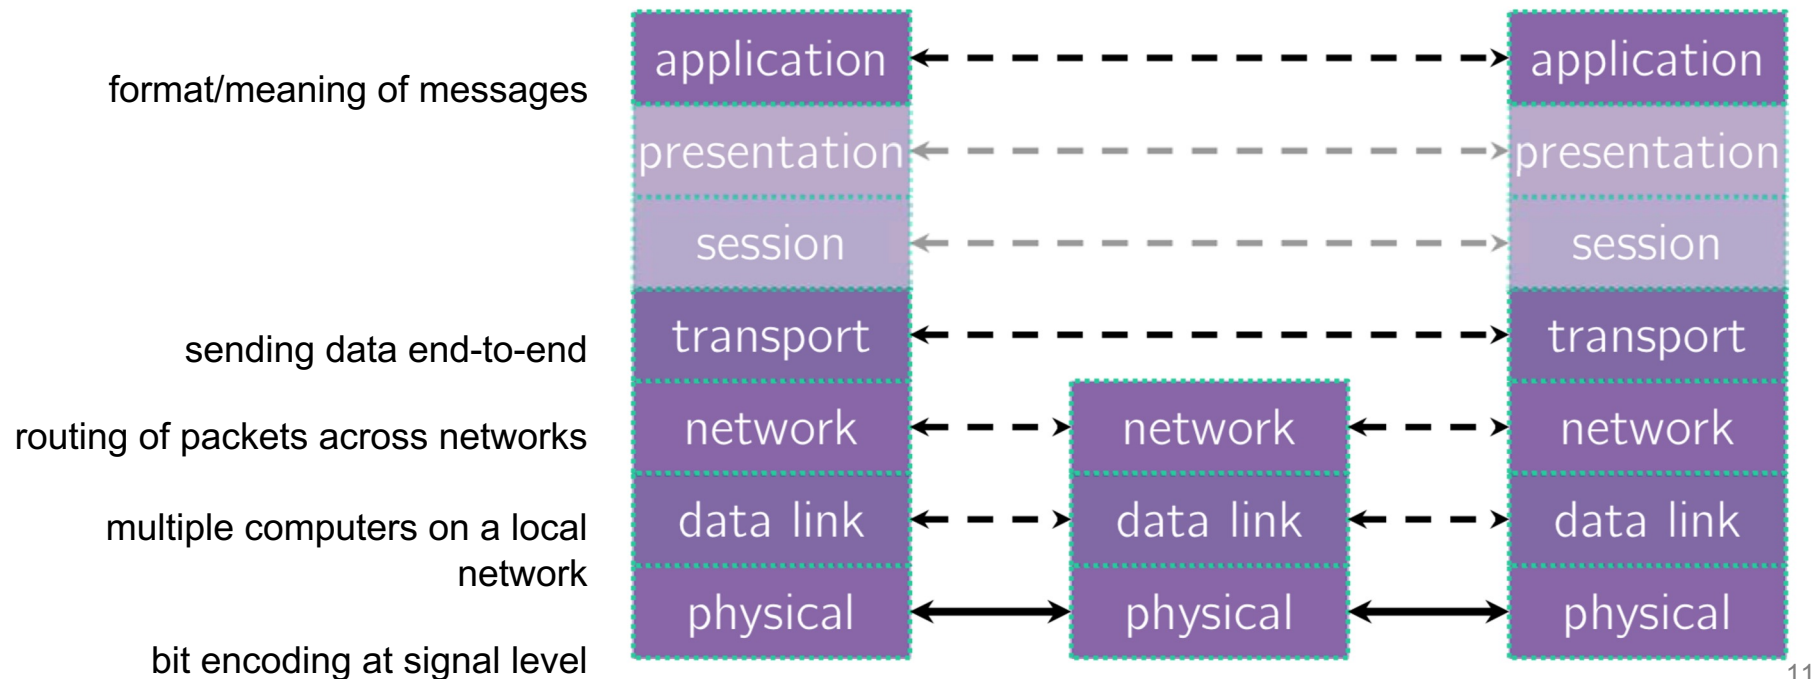 format/meaning of messages
application
application
presentation
presentation
session
session
sending data end-to-end
transport
transport
routing of packets across networks
network
network
network
multiple computers on a local
network
data link
data link
data link
physical
physical
physical
bit encoding at signal level
11